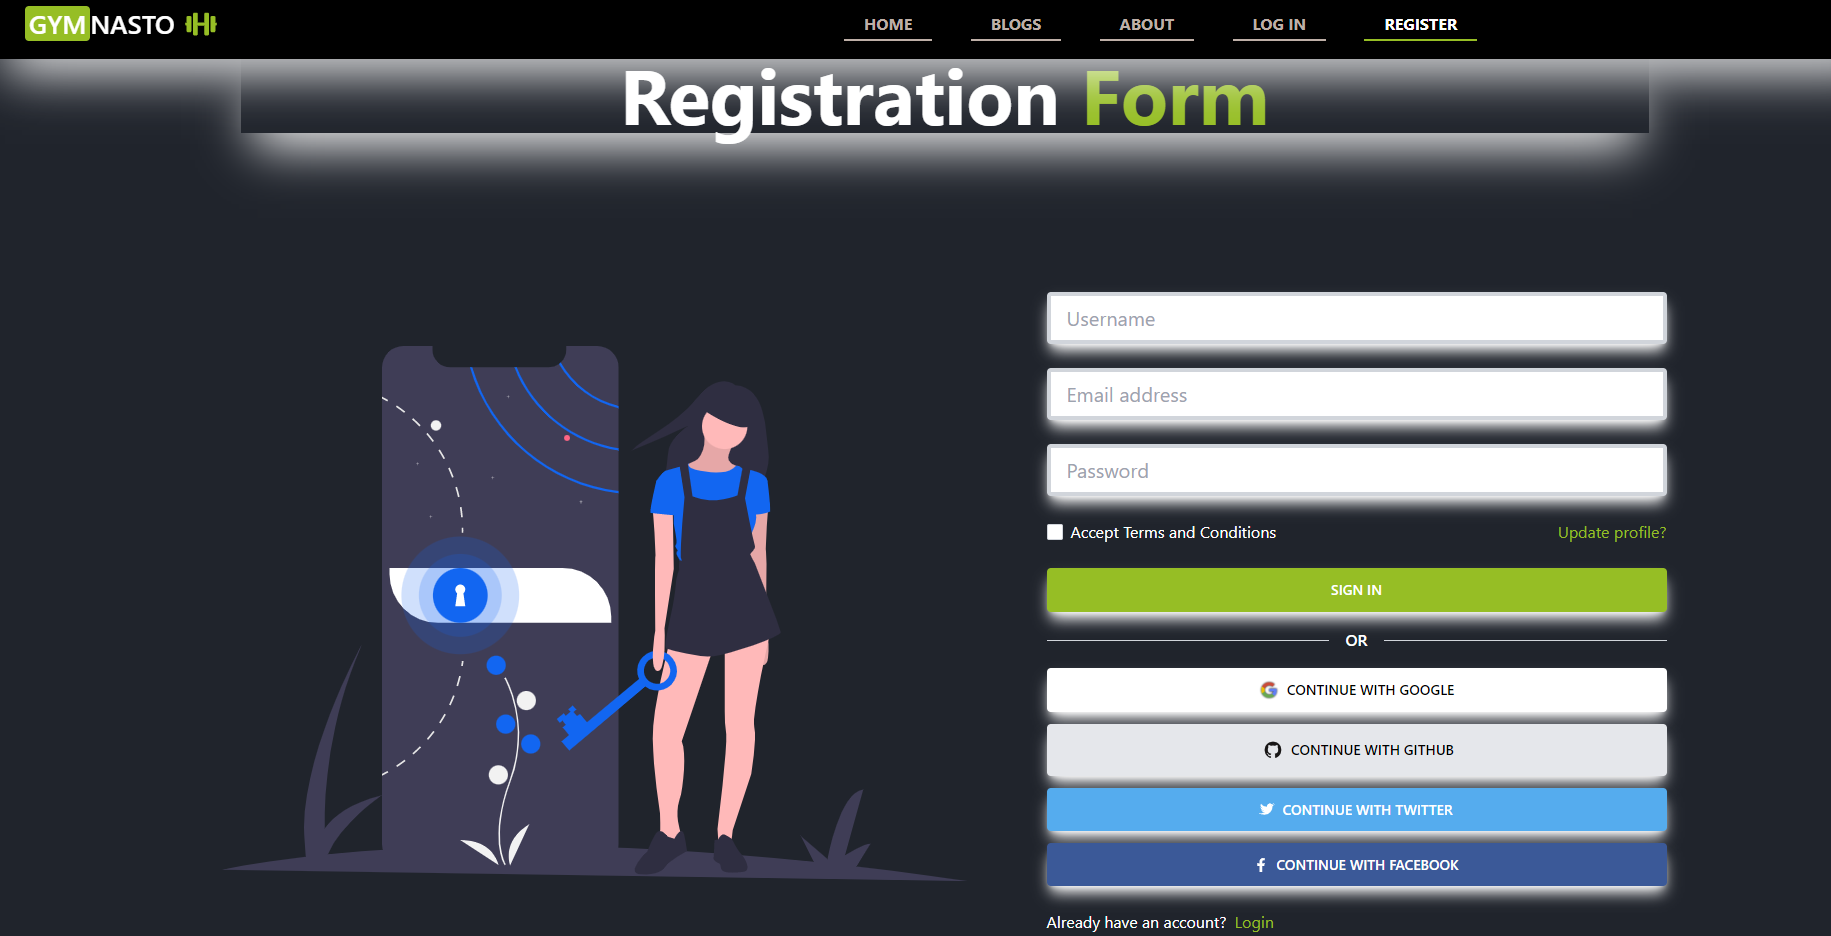 GYMNASTO
HOME BLOGS ABOUT LOG IN REGISTER
Registration Form
Username
Email address
Password
Accept Terms and Conditions Update profile?
SIGN IN
OR
CONTINUE WITH GOOGLE
CONTINUE WITH GITHUB
CONTINUE WITH TWITTER
CONTINUE WITH FACEBOOK
Already have an account? Login